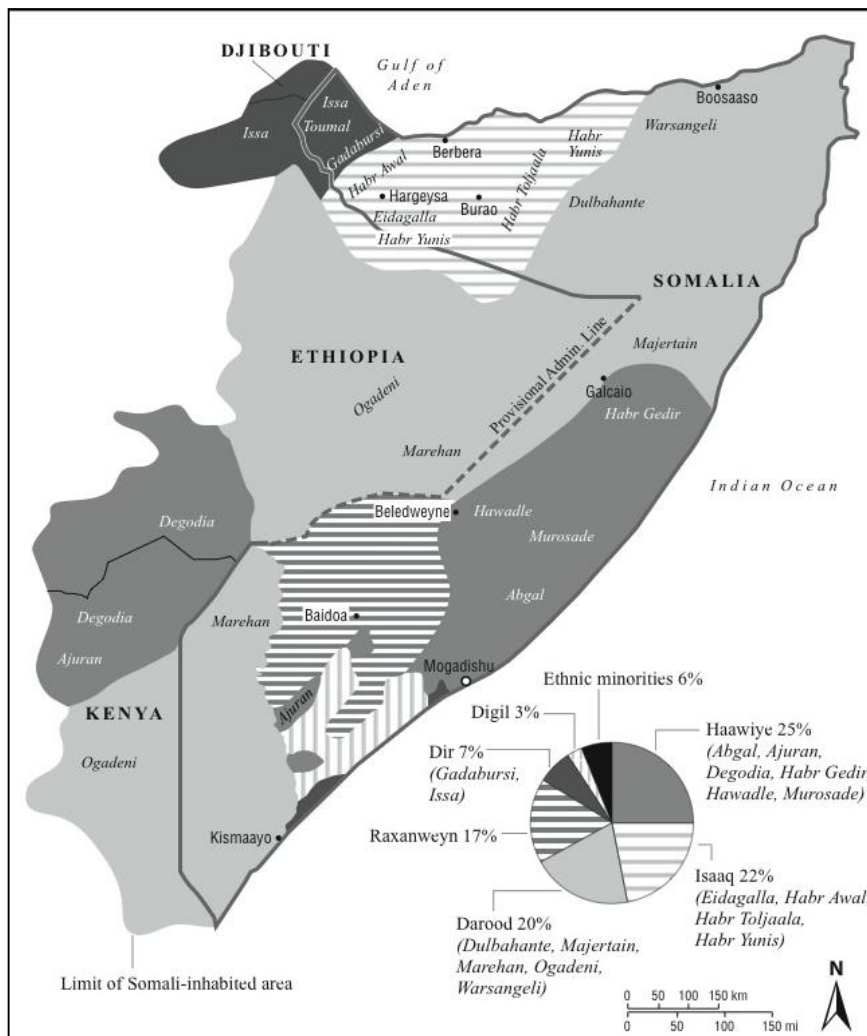 DJIBOUTI
Gulf of
Aden
Issa
Toumal
Issa
Gadabursi
Boosaaso
Warsangeli
Berbera
Habr
Yunis
Habr Awal
Hargeysa
Burao
Habr Toljaala
Eidagalla
Dulbahante
Habr Yunis
SOMALIA
ETHIOPIA
Majertain
Provisional Admin. Line
Ogadeni
Galcaio
Habr Gedir
Marehan
Indian Ocean
Beledweyne
Hawadle
Degodia
Murosade
Abgal
Degodia
Marehan
Baidoa
Ajuran
Mogadishu
Ajuran
KENYA
Ogadeni
Kismaayo
Limit of Somali-inhabited area
Ethnic minorities 6%
Digil 3%
Dir 7%
(Gadabursi,
Issa)
Raxanweyn 17%
Darood 20%
(Dulbahante, Majertain,
Marehan, Ogadeni,
Warsangeli)
Haawiye 25%
(Abgal, Ajuran,
Degodia, Habr Gedir
Hawadle, Murosade)
Isaaq 22%
(Eidagalla, Habr Awal,
Habr Toljaala,
Habr Yunis)
N
0 50 100 150 km
0 50 100 150 mi